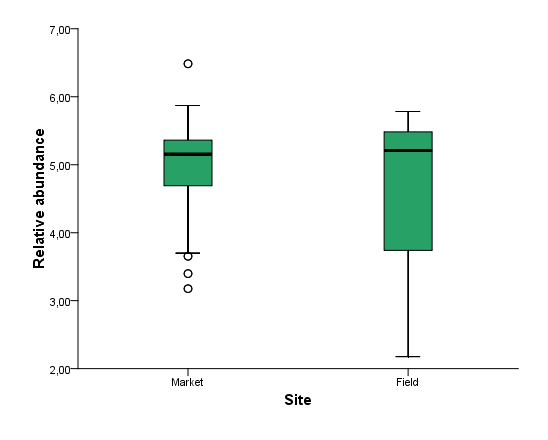 7,00
6,00
5,00
4,00
3,00
2,00
Relative abundance
Market
Field
Site